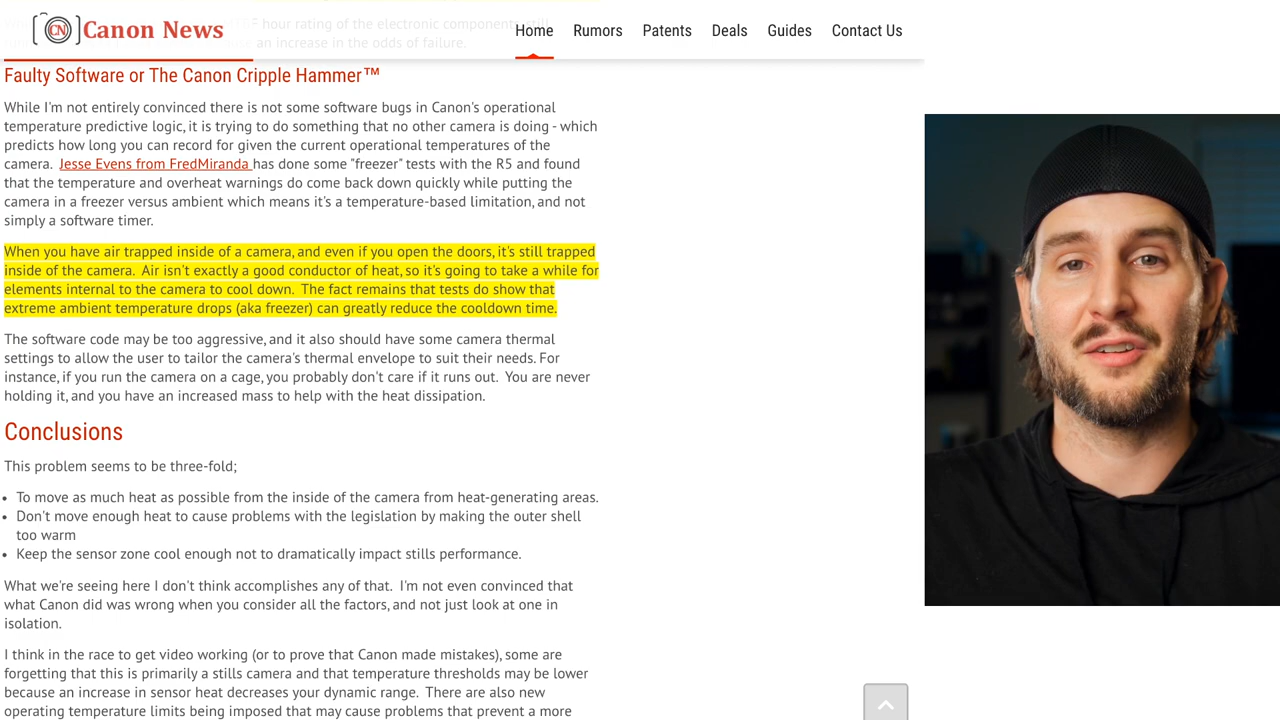 hour rating of the electronic components still
an increase in the odds of failure.
CN
Canon News
Home Rumors Patents Deals Guides Contact Us
Faulty Software or The Canon Cripple Hammer™
While I'm not entirely convinced there is not some software bugs in Canon's operational
temperature predictive logic, it is trying to do something that no other camera is doing - which
predicts how long you can record for given the current operational temperatures of the
camera. Jesse Evens from FredMiranda has done some "freezer" tests with the R5 and found
that the temperature and overheat warnings do come back down quickly while putting the
camera in a freezer versus ambient which means it's a temperature-based limitation, and not
simply a software timer.
When you have air trapped inside of a camera, and even if you open the doors, it's still trapped
inside of the camera. Air isn't exactly a good conductor of heat, so it's going to take a while for
elements internal to the camera to cool down. The fact remains that tests do show that
extreme ambient temperature drops (aka freezer) can greatly reduce the cooldown time.
The software code may be too aggressive, and it also should have some camera thermal
settings to allow the user to tailor the camera's thermal envelope to suit their needs. For
instance, if you run the camera on a cage, you probably don't care if it runs out. You are never
holding it, and you have an increased mass to help with the heat dissipation.
Conclusions
This problem seems to be three-fold;
• To move as much heat as possible from the inside of the camera from heat-generating areas.
• Don't move enough heat to cause problems with the legislation by making the outer shell
too warm
• Keep the sensor zone cool enough not to dramatically impact stills performance.
What we're seeing here I don't think accomplishes any of that. I'm not even convinced that
what Canon did was wrong when you consider all the factors, and not just look at one in
isolation.
I think in the race to get video working (or to prove that Canon made mistakes), some are
forgetting that this is primarily a stills camera and that temperature thresholds may be lower
because an increase in sensor heat decreases your dynamic range. There are also new
operating temperature limits being imposed that may cause problems that prevent a more